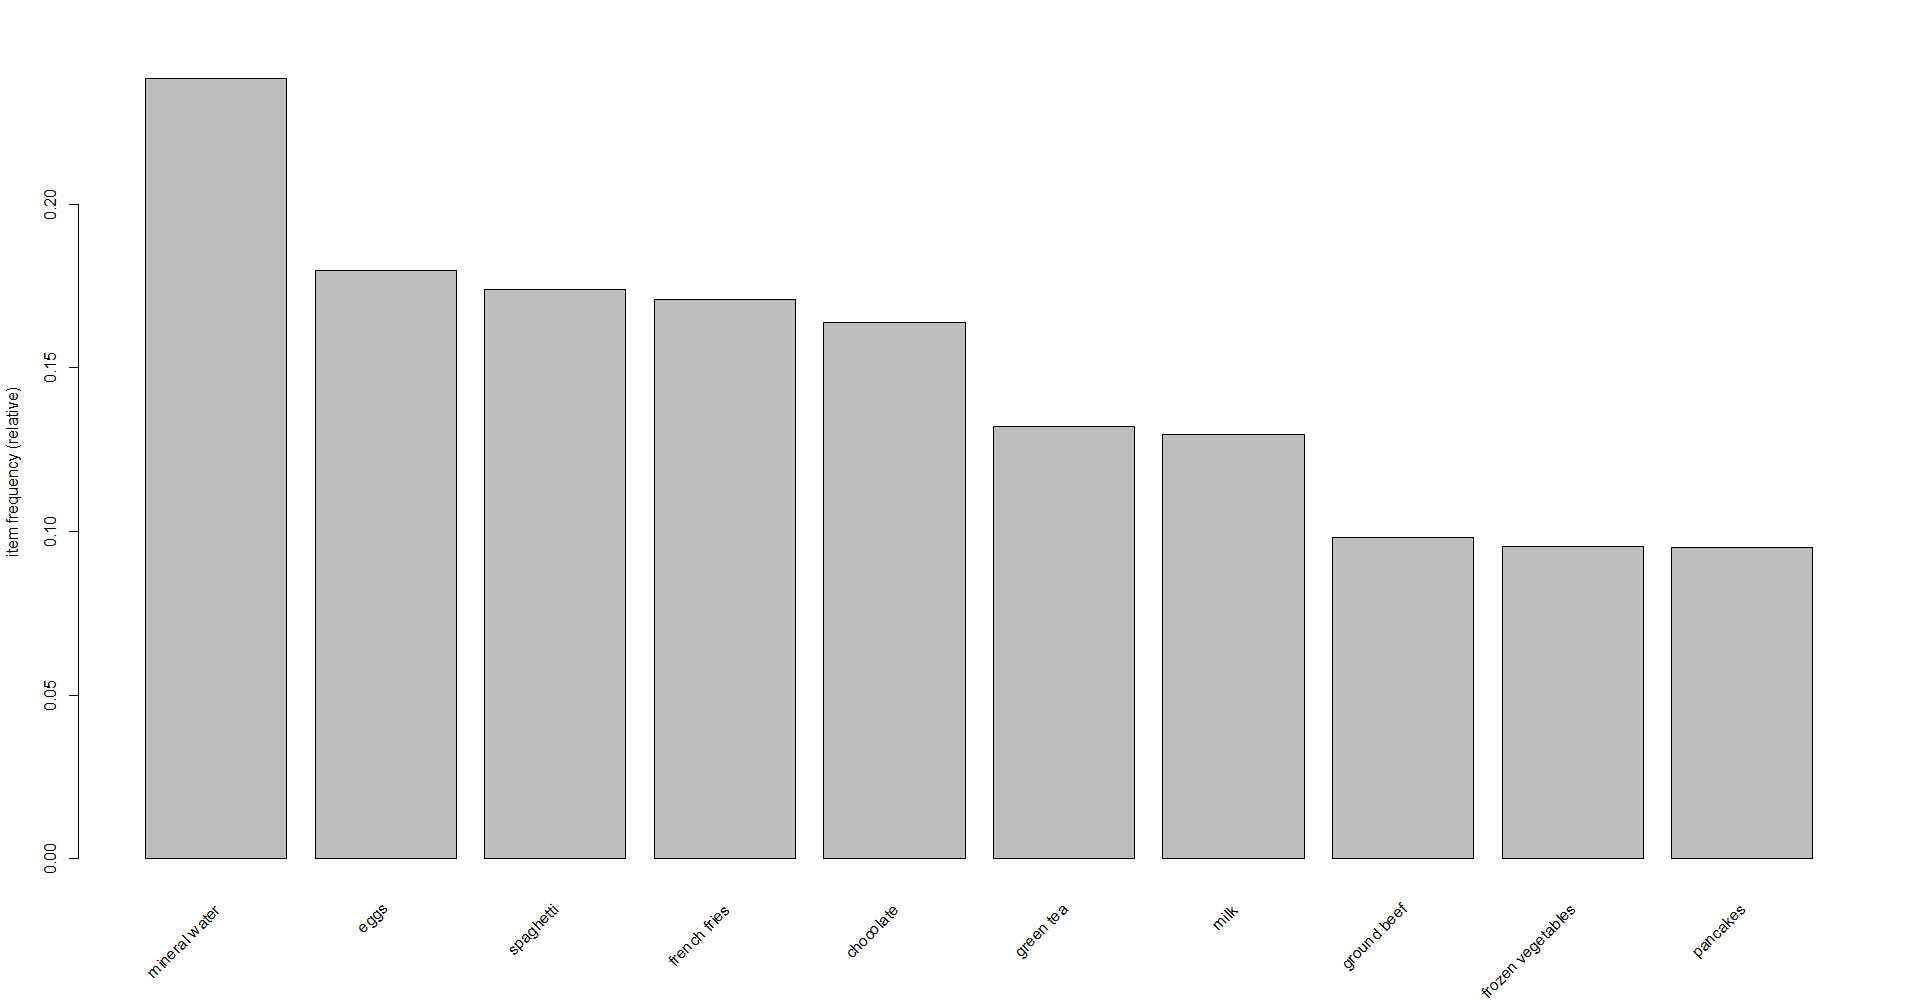 item frequency (relative)
0.20
0.15
0.10
0.05
0.00
mineral water
eggs
spaghetti
french fries
chocolate
green tea
milk
ground beef
frozen vegetables
pancakes